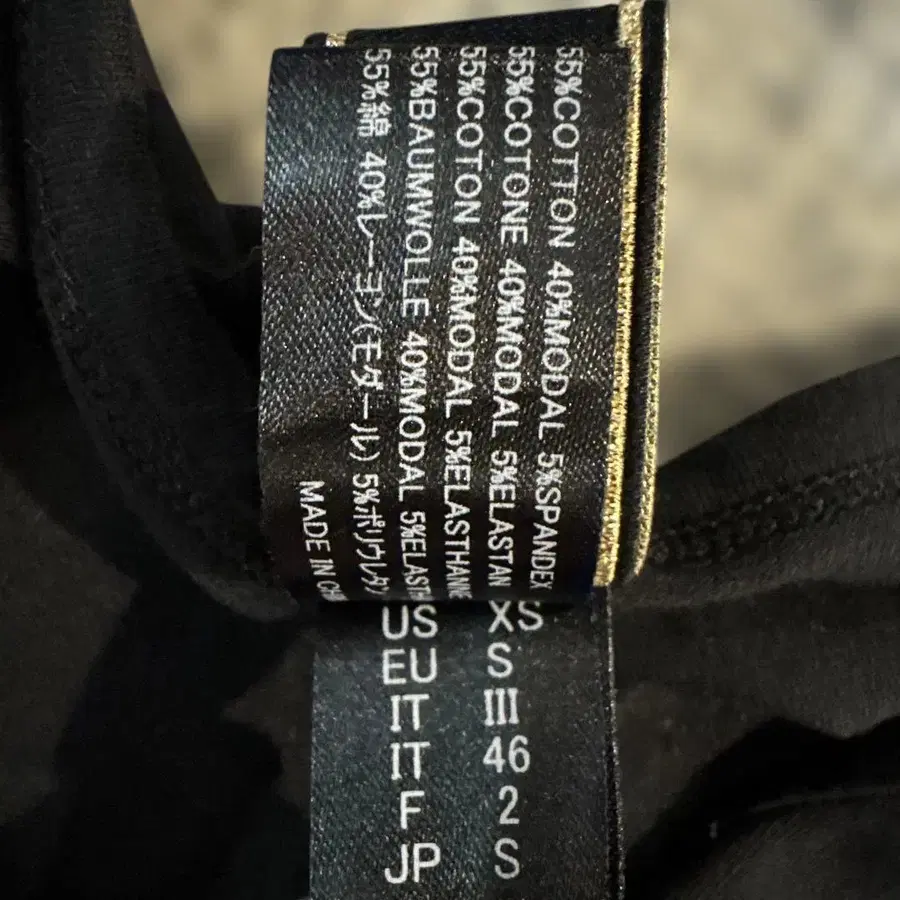 55%COTTON 40%MODAL 5%SPANDEX
55%COTONE 40%MODAL 5%ELASTAN
55%COTON 40%MODAL 5%ELASTHANNE
55%BAUMWOLLE 40%MODAL 5%ELASTH
55%綿 40%レーヨン(モダール) 5%ポリウレタン
MADE IN CH
US XS
EU S
IT III
IT 46
F 2
JP S